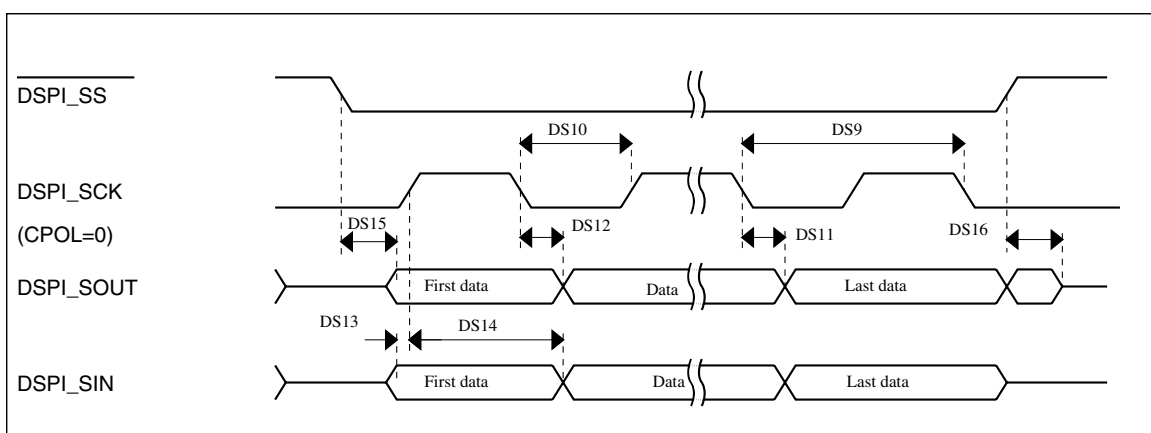 DSPI_SS
DS10
DS9
DSPI_SCK
(CPOL=0)
DS15
DS12
DS11
DS16
DSPI_SOUT
First data
Data
Last data
DS13
DS14
DSPI_SIN
First data
Data
Last data